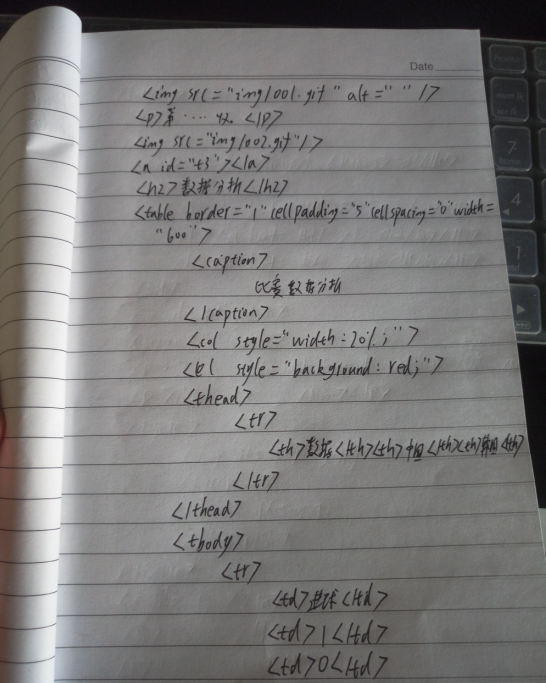 Date
<img src="img/001.gif" alt=" " />
<p>第 ..... 双. </p>
<img src="img/002.gif"/>
<a id="t3"></a>
<h2>数据分析</h2>
<table border="1" cellpadding="5" cellspacing="0" width=
"600">
<caption>
比赛数据分析
</caption>
<col style="width:20%;">
<col style="background:red;">
<thead>
<tr>
<th>数据</th><th>中国</th><th>韩国</th>
</tr>
</thead>
<tbody>
<tr>
<td>进球</td>
<td>1</td>
<td>0</td>
7
4
1